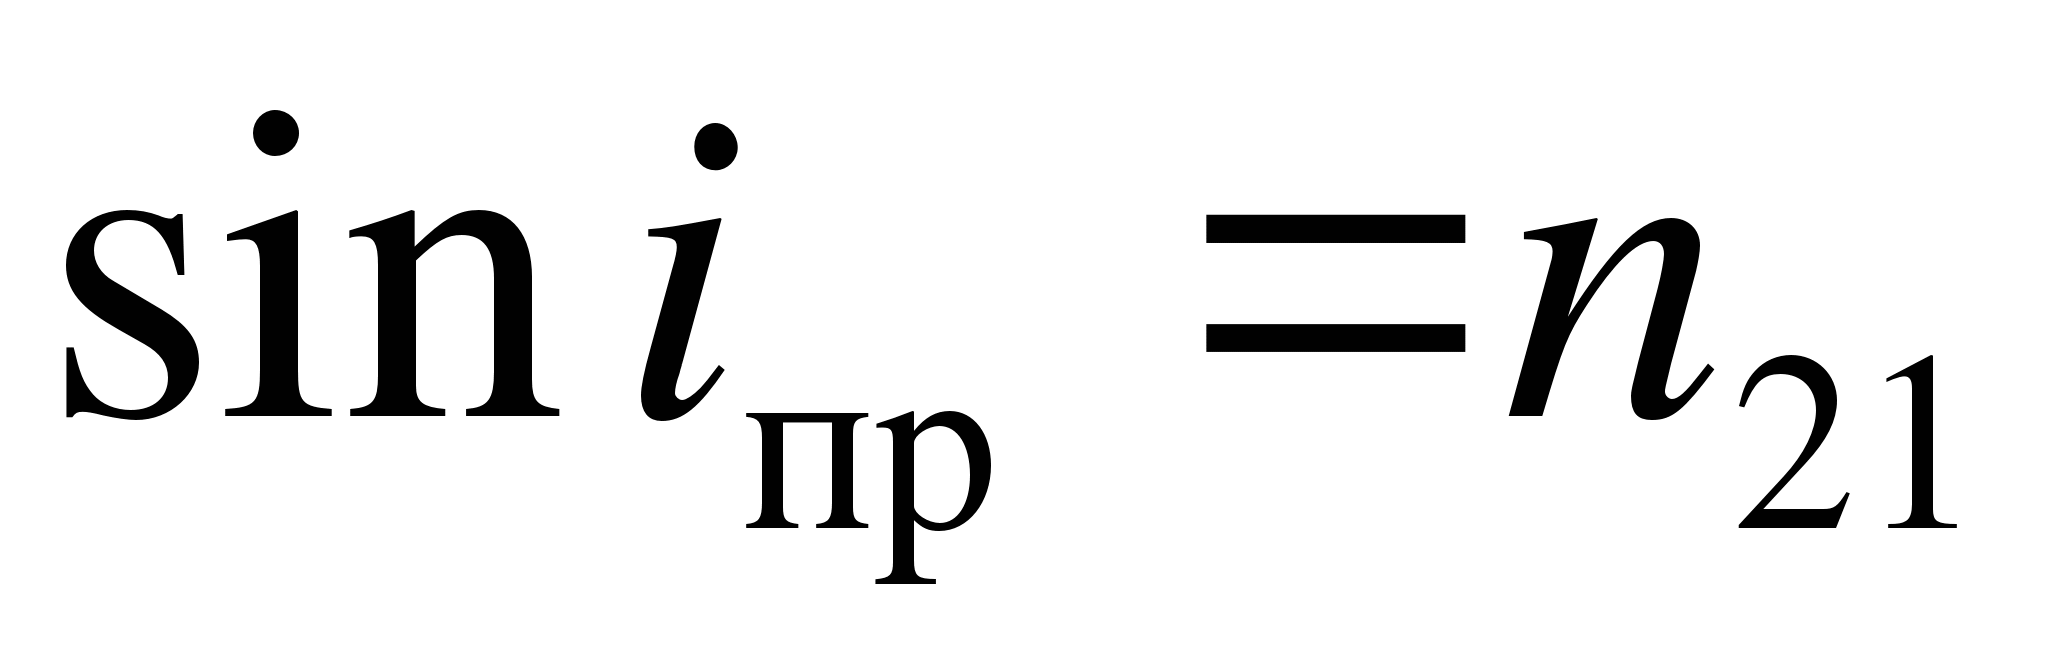 sin iпр = n21